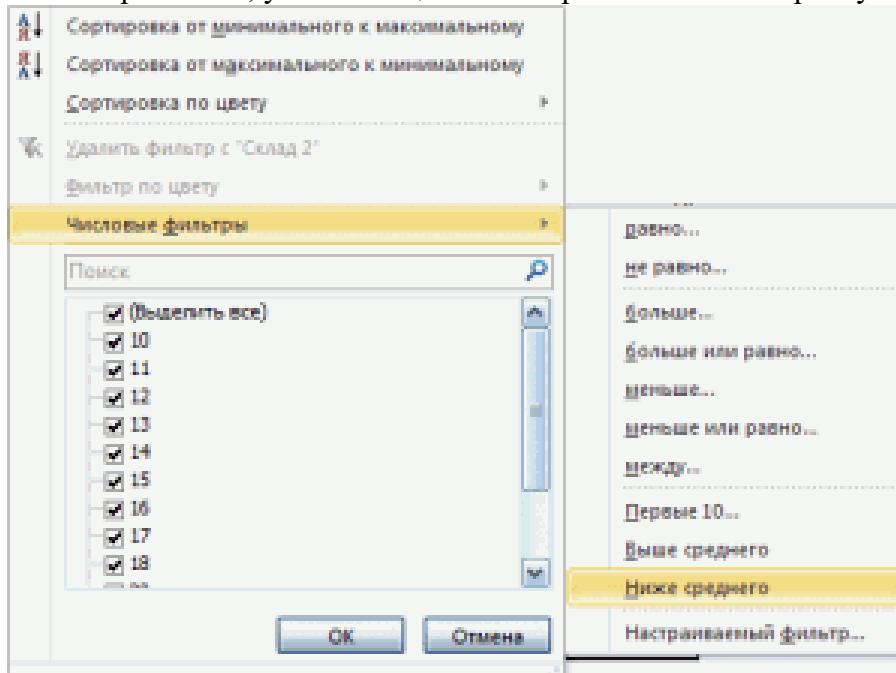 Сортировка от минимального к максимальному
Сортировка от максимального к минимальному
Сортировка по цвету
Удалить фильтр с "Склад 2"
Фильтр по цвету
Числовые фильтры
Поиск
(Выделить все)
10
11
12
13
14
15
16
17
18
ОК
Отмена
равно...
не равно...
больше...
больше или равно...
меньше...
меньше или равно...
между...
Первые 10...
Выше среднего
Ниже среднего
Настраиваемый фильтр...